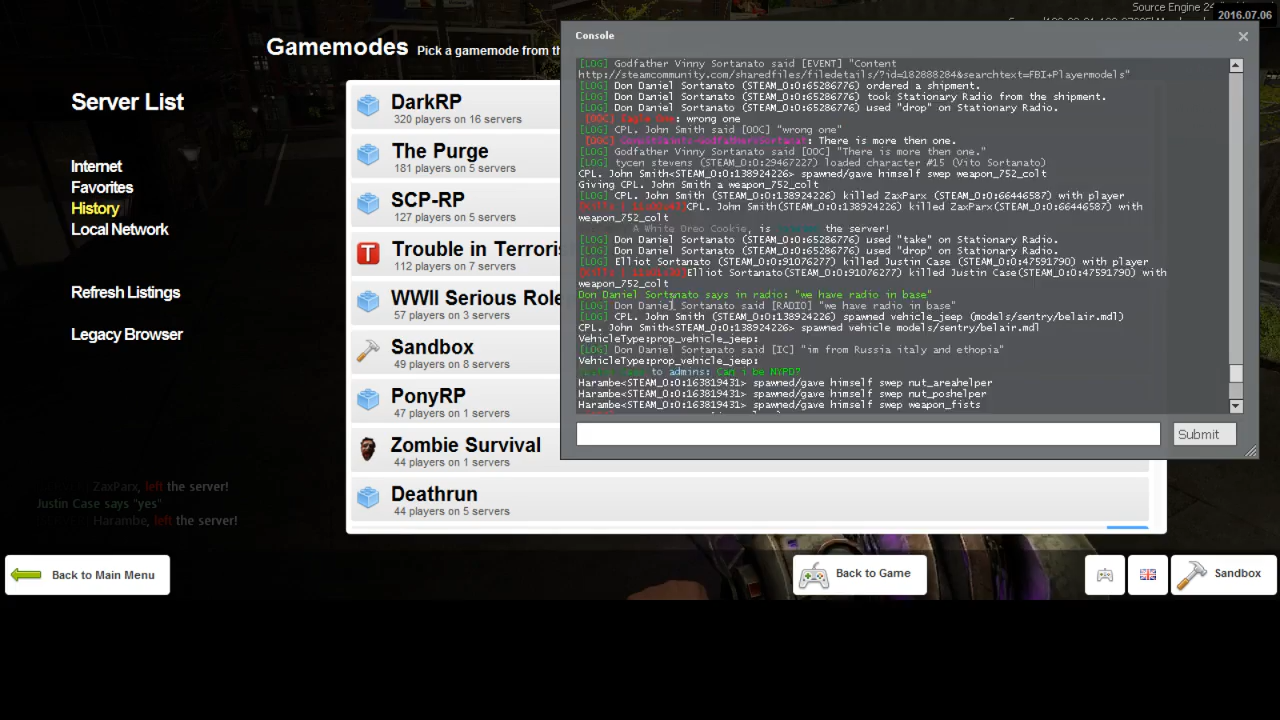 Source Engine 24
2016.07.06
Gamemodes Pick a gamemode from th
Server List
Internet
Favorites
History
Local Network
Refresh Listings
Legacy Browser
DarkRP
320 players on 16 servers
The Purge
181 players on 5 servers
SCP-RP
127 players on 5 servers
Trouble in Terroris
112 players on 7 servers
WWII Serious Role
57 players on 3 servers
Sandbox
49 players on 8 servers
PonyRP
47 players on 1 servers
Zombie Survival
44 players on 1 servers
Deathrun
44 players on 5 servers
Console
[LOG] Godfather Vinny Sortanato said [EVENT] "Content
http://steamcommunity.com/sharedfiles/filedetails/?id=182888284&searchtext=FBI+Playermodels"
[LOG] Don Daniel Sortanato (STEAM_0:0:65286776) ordered a shipment.
[LOG] Don Daniel Sortanato (STEAM_0:0:65286776) took Stationary Radio from the shipment.
[LOG] Don Daniel Sortanato (STEAM_0:0:65286776) used "drop" on Stationary Radio.
[OOC] Eagle One: wrong one
[LOG] CPL. John Smith said [OOC] "wrong one"
[OOC] : There is more then one.
[LOG] Godfather Vinny Sortanato said [OOC] "There is more then one."
[LOG] tycen stevens (STEAM_0:0:29467227) loaded character #15 (Vito Sortanato)
CPL. John Smith<STEAM_0:0:138924226> spawned/gave himself swep weapon_752_colt
Giving CPL. John Smith a weapon_752_colt
[LOG] CPL. John Smith (STEAM_0:0:138924226) killed ZaxParx (STEAM_0:0:66446587) with player
CPL. John Smith(STEAM_0:0:138924226) killed ZaxParx(STEAM_0:0:66446587) with
weapon_752_colt
A White Oreo Cookie, is the server!
[LOG] Don Daniel Sortanato (STEAM_0:0:65286776) used "take" on Stationary Radio.
[LOG] Don Daniel Sortanato (STEAM_0:0:65286776) used "drop" on Stationary Radio.
[LOG] Elliot Sortanato (STEAM_0:0:91076277) killed Justin Case (STEAM_0:0:47591790) with player
Elliot Sortanato(STEAM_0:0:91076277) killed Justin Case(STEAM_0:0:47591790) with
weapon_752_colt
Don Daniel Sortanato says in radio: "we have radio in base"
[LOG] Don Daniel Sortanato said [RADIO] "we have radio in base"
[LOG] CPL. John Smith (STEAM_0:0:138924226) spawned vehicle_jeep (models/sentry/belair.mdl)
CPL. John Smith<STEAM_0:0:138924226> spawned vehicle models/sentry/belair.mdl
VehicleType:prop_vehicle_jeep:
[LOG] Don Daniel Sortanato said [IC] "im from Russia italy and ethopia"
VehicleType:prop_vehicle_jeep:
to admins: Can i be NYPD?
Harambe<STEAM_0:0:163819431> spawned/gave himself swep nut_areahelper
Harambe<STEAM_0:0:163819431> spawned/gave himself swep nut_poshelper
Harambe<STEAM_0:0:163819431> spawned/gave himself swep weapon_fists
Submit
ZaxParx, left the server!
Justin Case says "yes"
Harambe, left the server!
Back to Main Menu
Back to Game
Sandbox